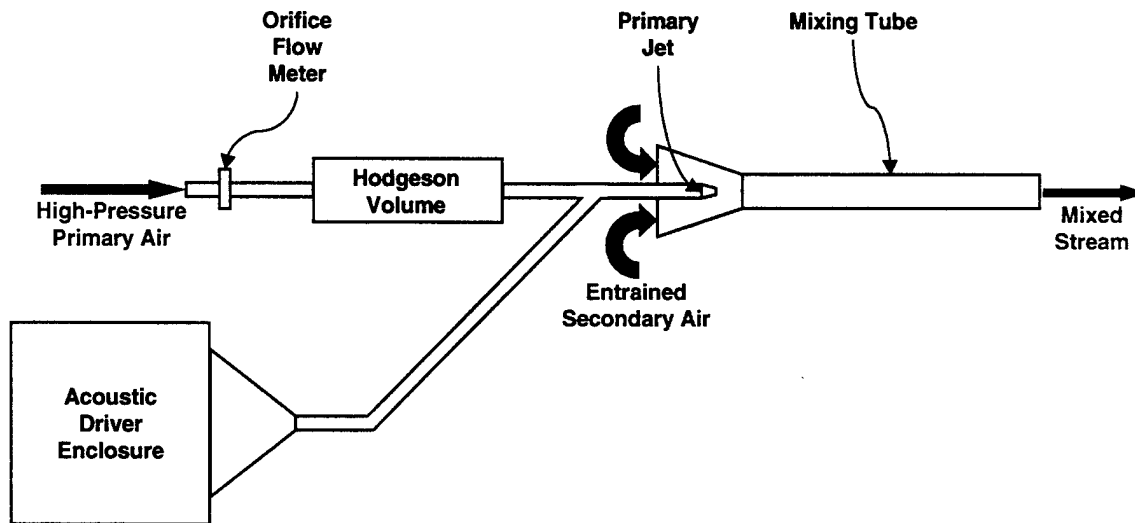 Orifice
Flow
Meter
Primary
Jet
Mixing Tube
High-Pressure
Primary Air
Hodgeson
Volume
Mixed
Stream
Entrained
Secondary Air
Acoustic
Driver
Enclosure